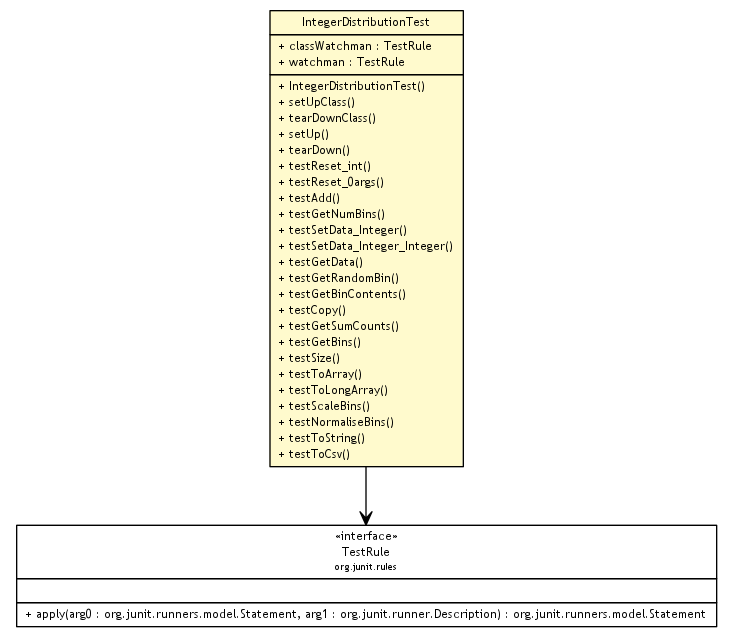 IntegerDistributionTest
+ classWatchman : TestRule
+ watchman : TestRule
+ IntegerDistributionTest()
+ setUpClass()
+ tearDownClass()
+ setUp()
+ tearDown()
+ testReset_int()
+ testReset_0args()
+ testAdd()
+ testGetNumBins()
+ testSetData_Integer()
+ testSetData_Integer_Integer()
+ testGetData()
+ testGetRandomBin()
+ testGetBinContents()
+ testCopy()
+ testGetSumCounts()
+ testGetBins()
+ testSize()
+ testToArray()
+ testToLongArray()
+ testScaleBins()
+ testNormaliseBins()
+ testToString()
+ testToCsv()
«interface»
TestRule
org.junit.rules
+ apply(arg0 : org.junit.runners.model.Statement, arg1 : org.junit.runner.Description) : org.junit.runners.model.Statement